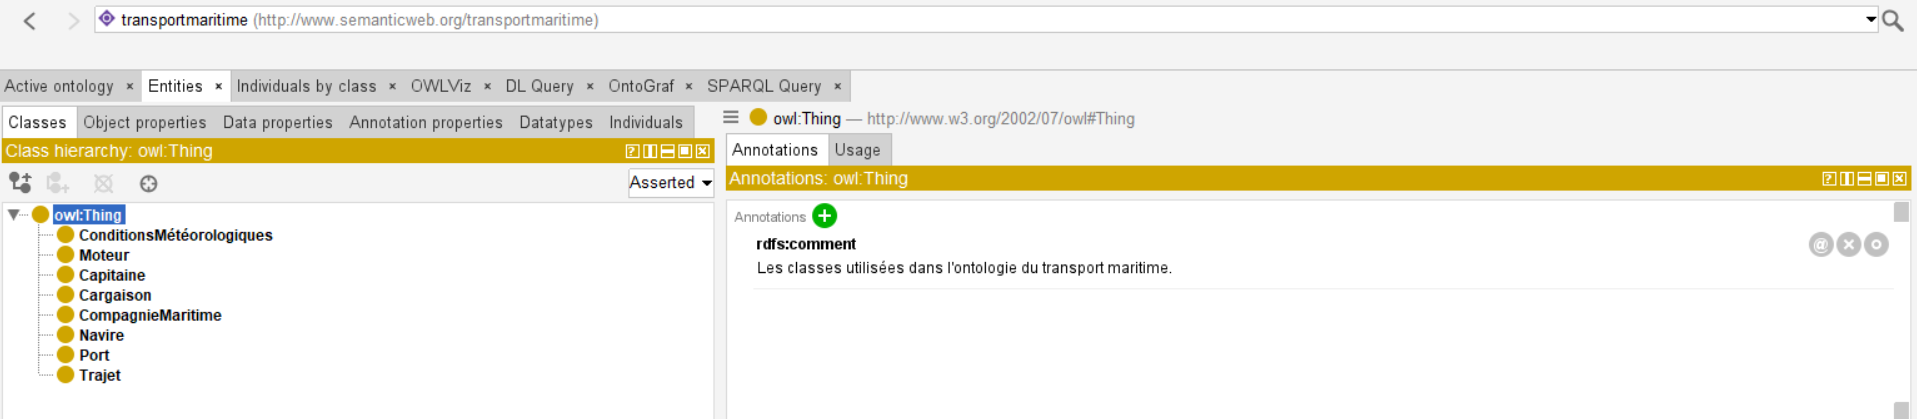 transportmaritime (http://www.semanticweb.org/transportmaritime)
Active ontology × Entities × Individuals by class × OWLViz × DL Query × OntoGraf × SPARQL Query ×
Classes Object properties Data properties Annotation properties Datatypes Individuals
Class hierarchy: owl:Thing
Asserted
owl:Thing
ConditionsMétéorologiques
Moteur
Capitaine
Cargaison
CompagnieMaritime
Navire
Port
Trajet
owl:Thing — http://www.w3.org/2002/07/owl#Thing
Annotations Usage
Annotations: owl:Thing
Annotations
rdfs:comment
Les classes utilisées dans l'ontologie du transport maritime.